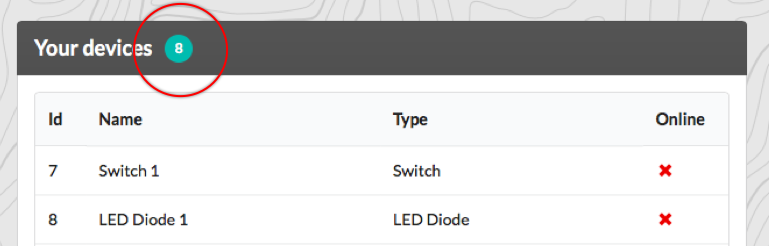 Your devices 8
Id Name Type Online
7 Switch 1 Switch
8 LED Diode 1 LED Diode